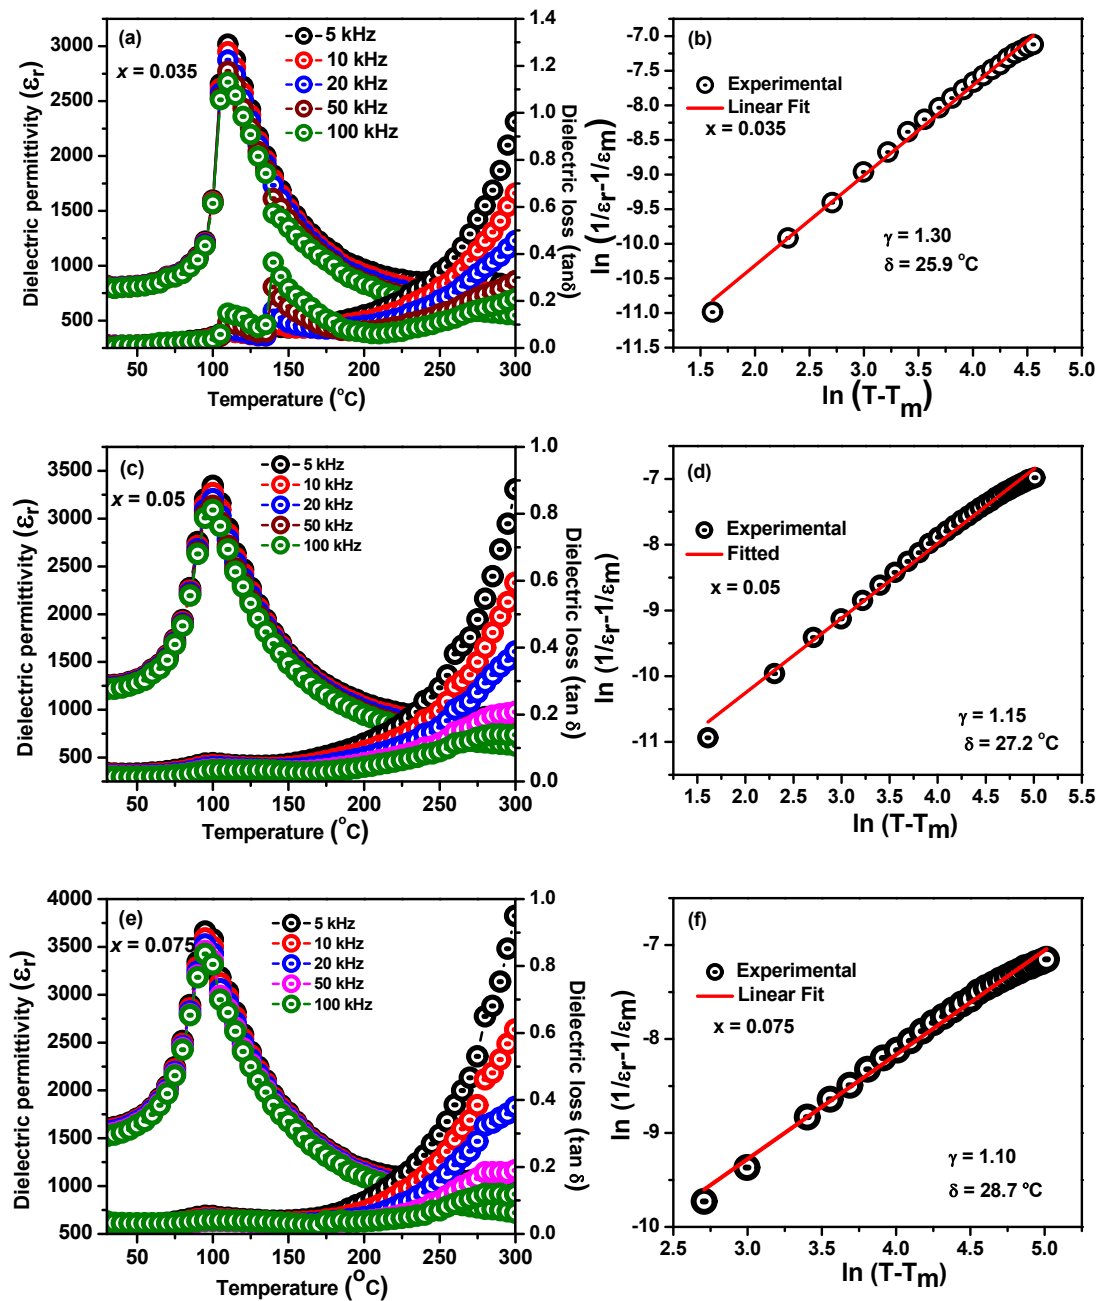 (a)
x = 0.035
5 kHz
10 kHz
20 kHz
50 kHz
100 kHz
3000
2500
2000
1500
1000
500
Dielectric permittivity (εr)
1.4
1.2
1.0
0.8
0.6
0.4
0.2
0.0
Dielectric loss (tanδ)
50 100 150 200 250 300
Temperature (°C)
(b)
Experimental
Linear Fit
x = 0.035
γ = 1.30
δ = 25.9 °C
-7.0
-7.5
-8.0
-8.5
-9.0
-9.5
-10.0
-10.5
-11.0
-11.5
ln (1/εr-1/εm)
1.5 2.0 2.5 3.0 3.5 4.0 4.5 5.0
ln (T-Tm)
(c)
x = 0.05
5 kHz
10 kHz
20 kHz
50 kHz
100 kHz
3500
3000
2500
2000
1500
1000
500
Dielectric permittivity (εr)
1.0
0.8
0.6
0.4
0.2
0.0
Dielectric loss (tan δ)
50 100 150 200 250 300
Temperature (°C)
(d)
Experimental
Fitted
x = 0.05
γ = 1.15
δ = 27.2 °C
-7
-8
-9
-10
-11
ln (1/εr-1/εm)
1.5 2.0 2.5 3.0 3.5 4.0 4.5 5.0 5.5
ln (T-Tm)
(e)
x = 0.075
5 kHz
10 kHz
20 kHz
50 kHz
100 kHz
4000
3500
3000
2500
2000
1500
1000
500
Dielectric permittivity (εr)
1.0
0.8
0.6
0.4
0.2
0.0
Dielectric loss (tan δ)
50 100 150 200 250 300
Temperature (°C)
(f)
Experimental
Linear Fit
x = 0.075
γ = 1.10
δ = 28.7 °C
-7
-8
-9
-10
ln (1/εr-1/εm)
2.5 3.0 3.5 4.0 4.5 5.0
ln (T-Tm)